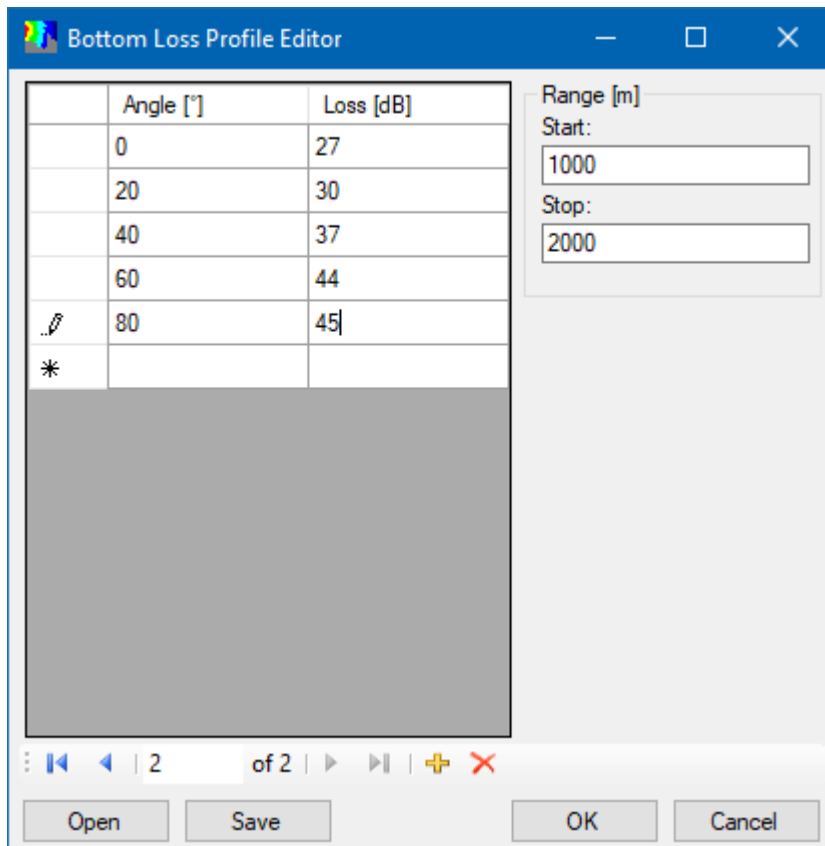 Bottom Loss Profile Editor
Angle [°] Loss [dB]
0 27
20 30
40 37
60 44
80 45
Range [m]
Start:
1000
Stop:
2000
2 of 2
Open Save OK Cancel